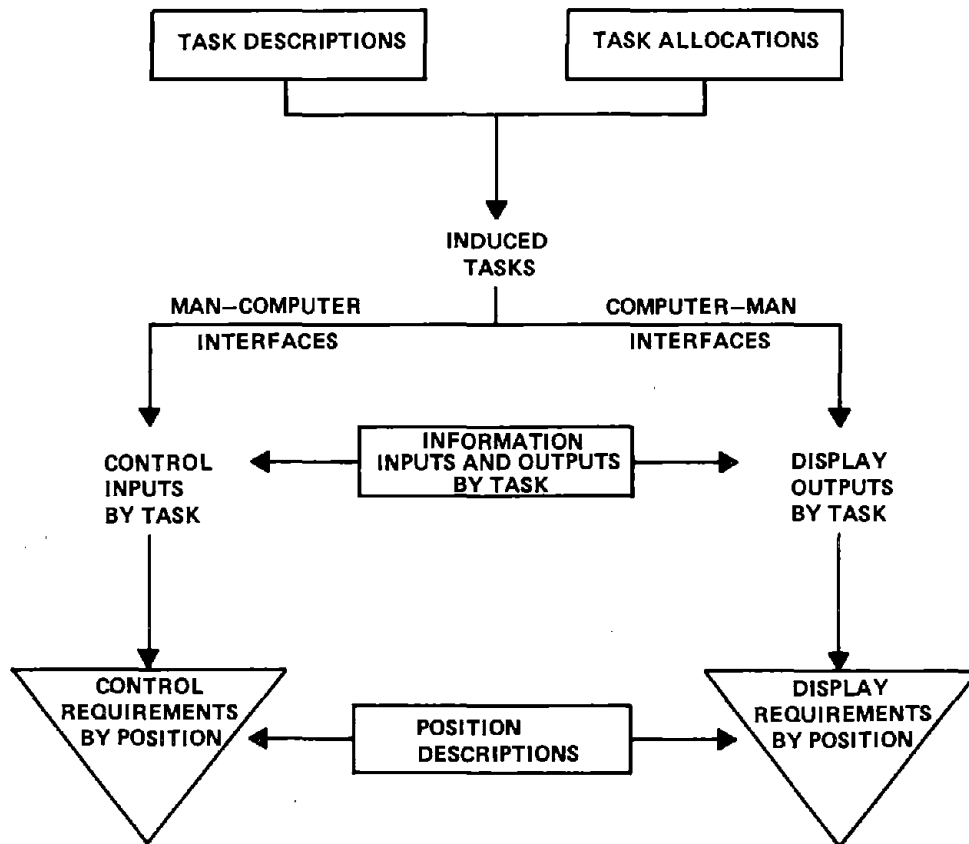 TASK DESCRIPTIONS
TASK ALLOCATIONS
INDUCED
TASKS
MAN–COMPUTER
INTERFACES
COMPUTER–MAN
INTERFACES
CONTROL
INPUTS
BY TASK
INFORMATION
INPUTS AND OUTPUTS
BY TASK
DISPLAY
OUTPUTS
BY TASK
CONTROL
REQUIREMENTS
BY POSITION
POSITION
DESCRIPTIONS
DISPLAY
REQUIREMENTS
BY POSITION